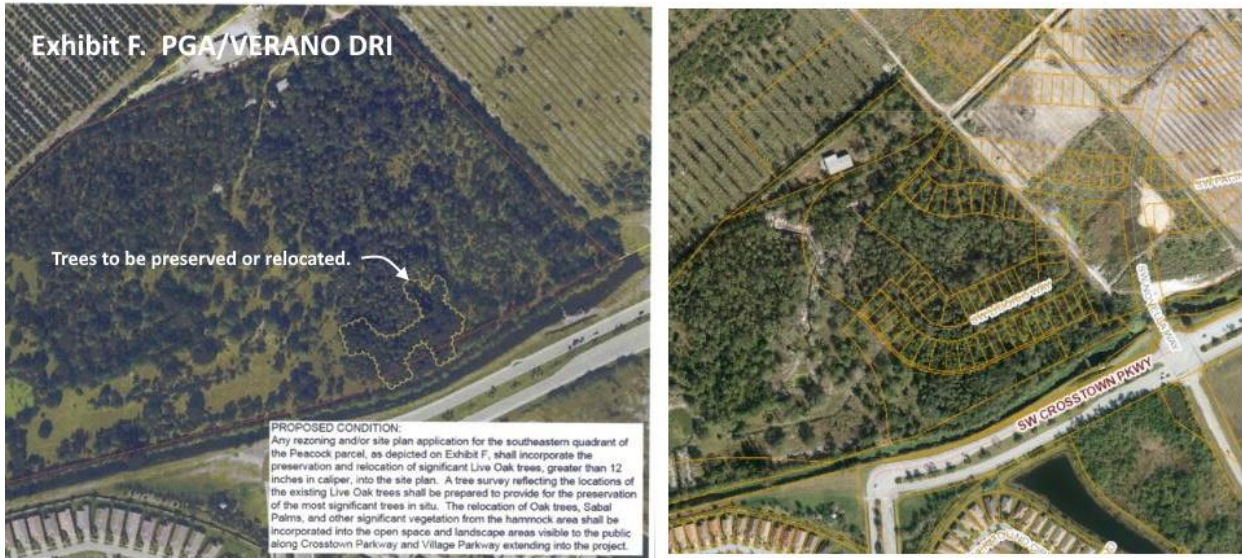 Exhibit F. PGA/VERANO DRI
Trees to be preserved or relocated.
PROPOSED CONDITION:
Any rezoning and/or site plan application for the southeastern quadrant of
the Peacock parcel, as depicted on Exhibit F, shall incorporate the
preservation and relocation of significant Live Oak trees, greater than 12
inches in caliper, into the site plan. A tree survey reflecting the locations
of the existing Live Oak trees shall be prepared to provide for the preservation
of the most significant trees in situ. The relocation of Oak trees, Sabal
Palms, and other significant vegetation from the hammock area shall be
incorporated into the open space and landscape areas visible to the public
along Crosstown Parkway and Village Parkway extending into the project.
SW CROSSTOWN PKWY